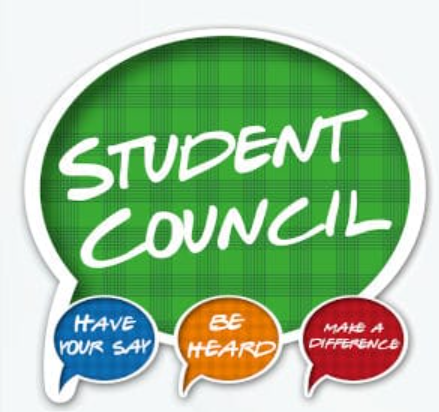 STUDENT
COUNCIL
HAVE
YOUR SAY
BE
HEARD
MAKE A
DIFFERENCE